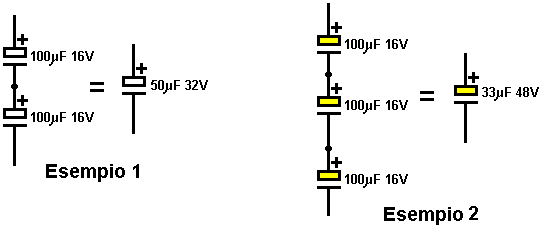 +
100µF 16V
+
100µF 16V
=
+
50µF 32V
Esempio 1
+
100µF 16V
+
100µF 16V
+
100µF 16V
=
+
33µF 48V
Esempio 2